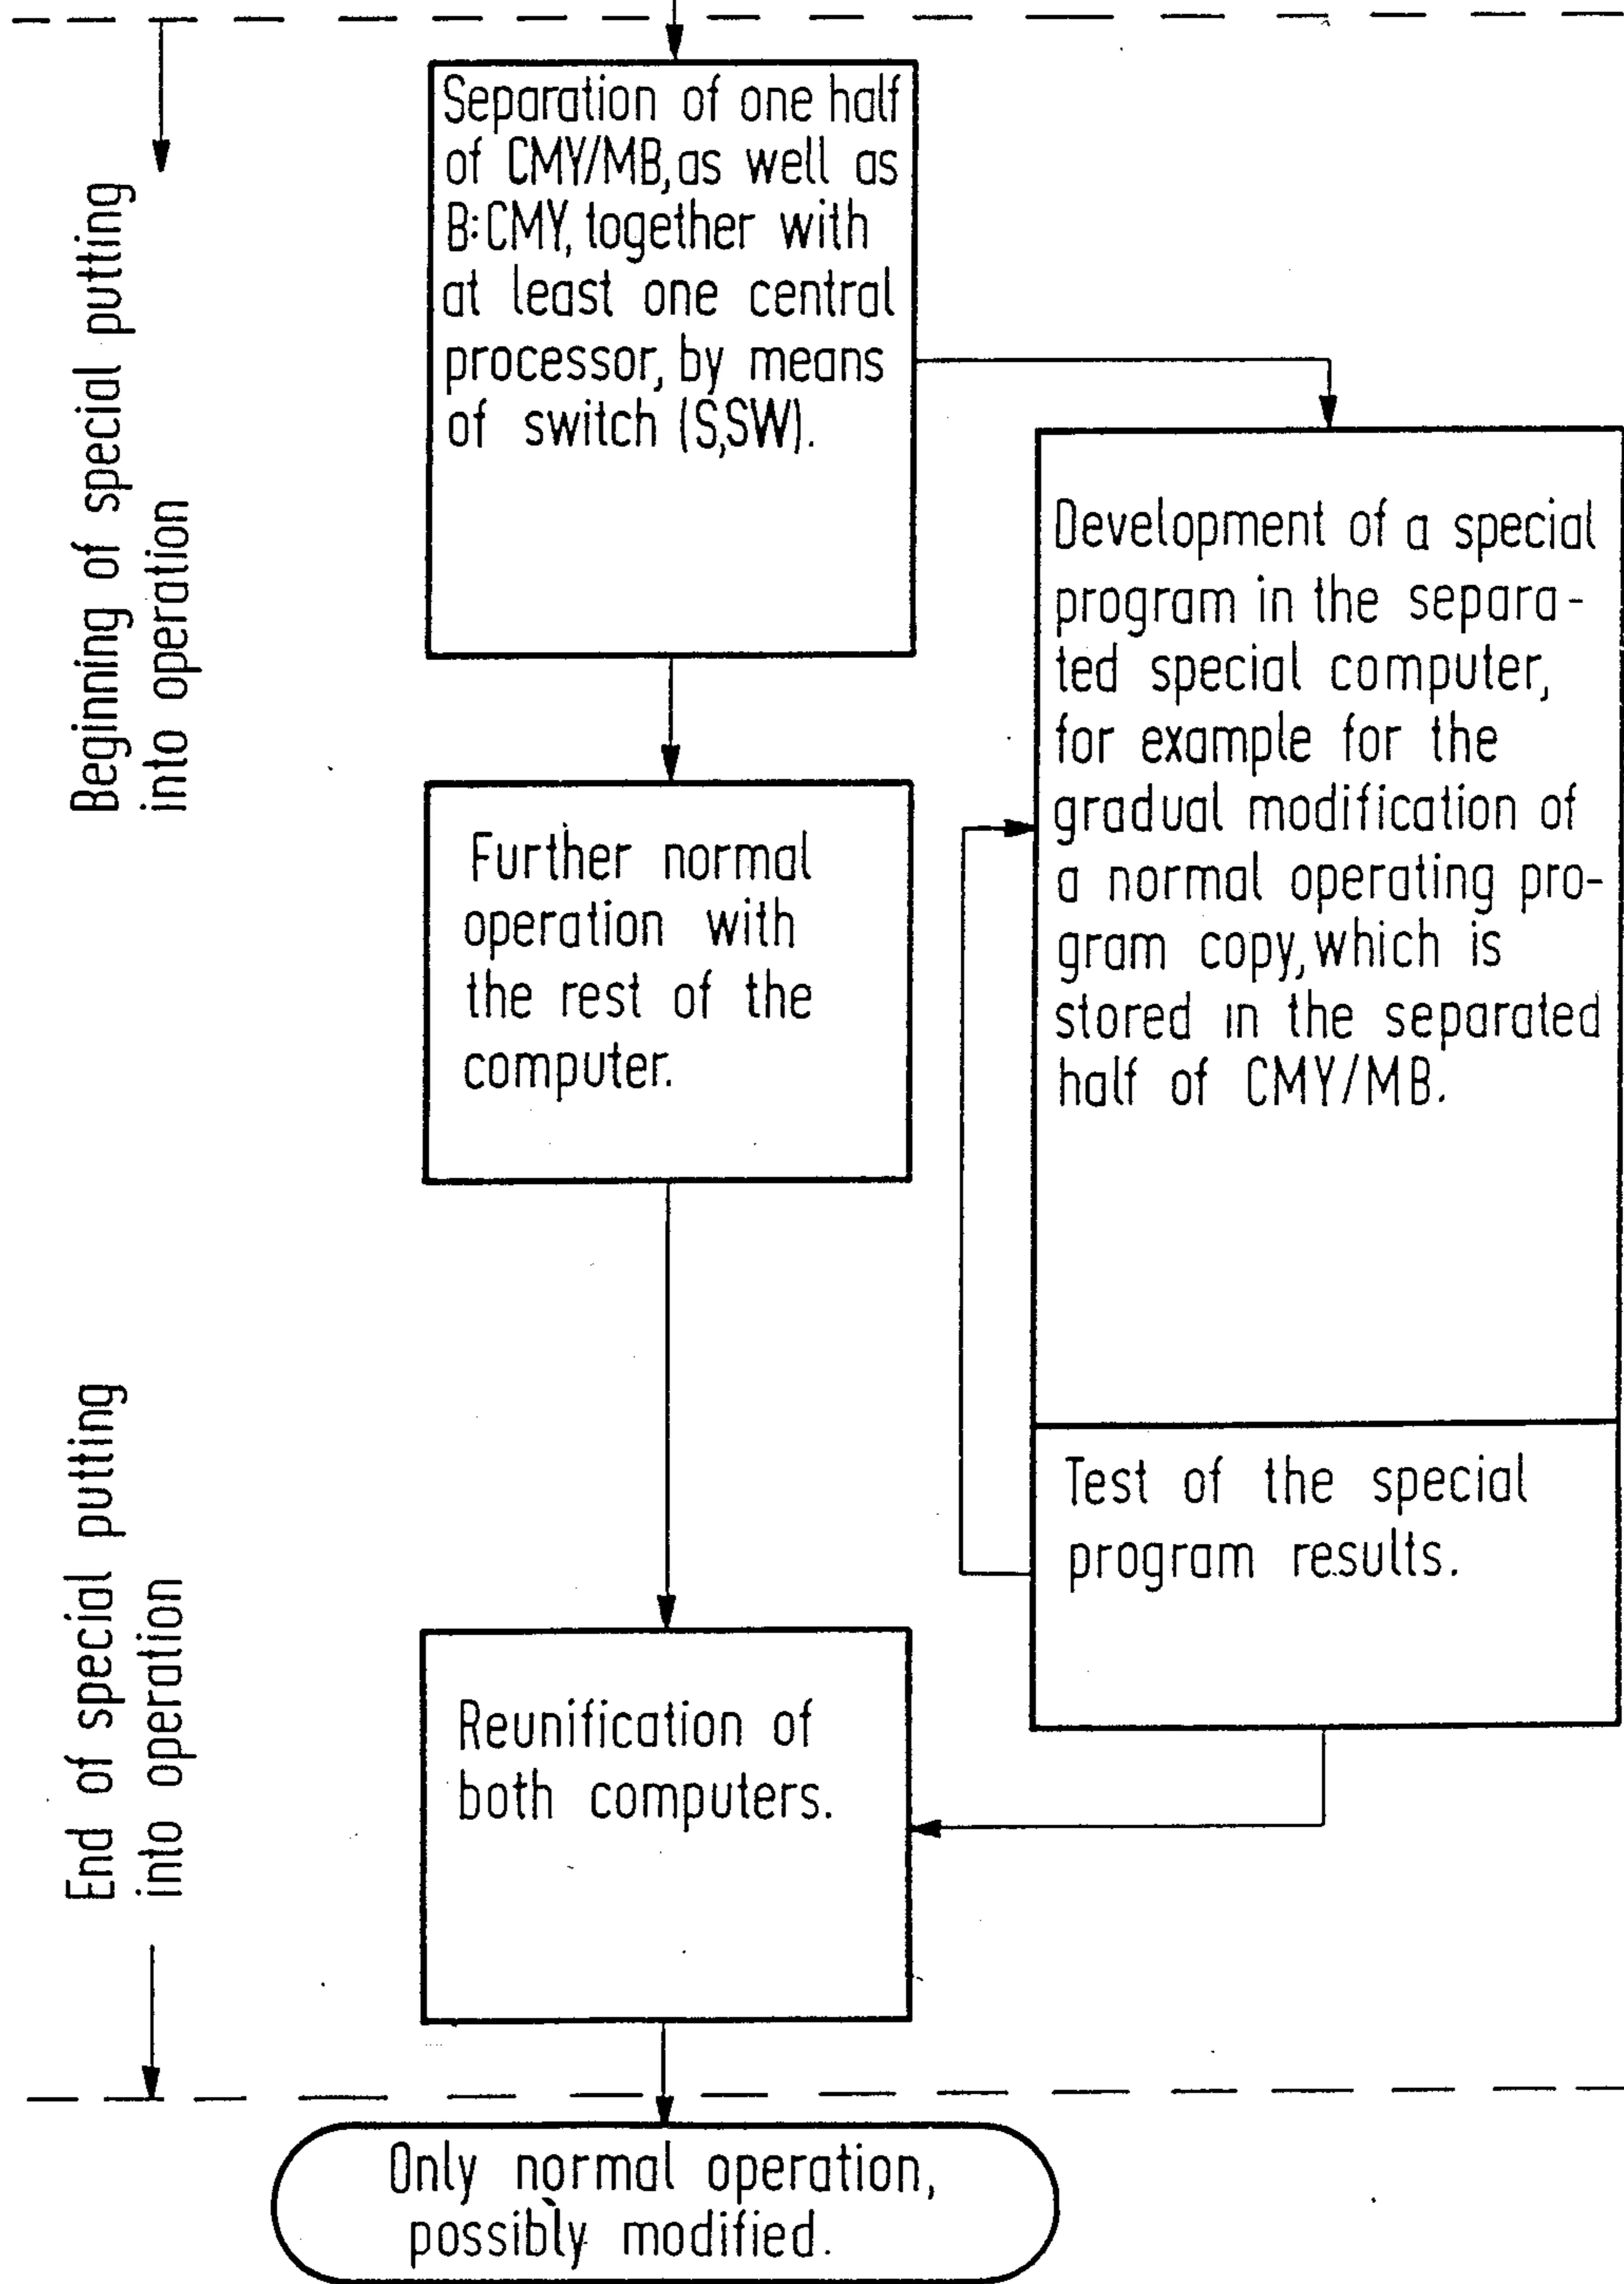 Beginning of special putting
into operation
Separation of one half
of CMY/MB, as well as
B:CMY, together with
at least one central
processor, by means
of switch (S,SW).
Development of a special
program in the separa-
ted special computer,
for example for the
gradual modification of
a normal operating pro-
gram copy, which is
stored in the separated
half of CMY/MB.
Further normal
operation with
the rest of the
computer.
Test of the special
program results.
End of special putting
into operation
Reunification of
both computers.
Only normal operation,
possibly modified.